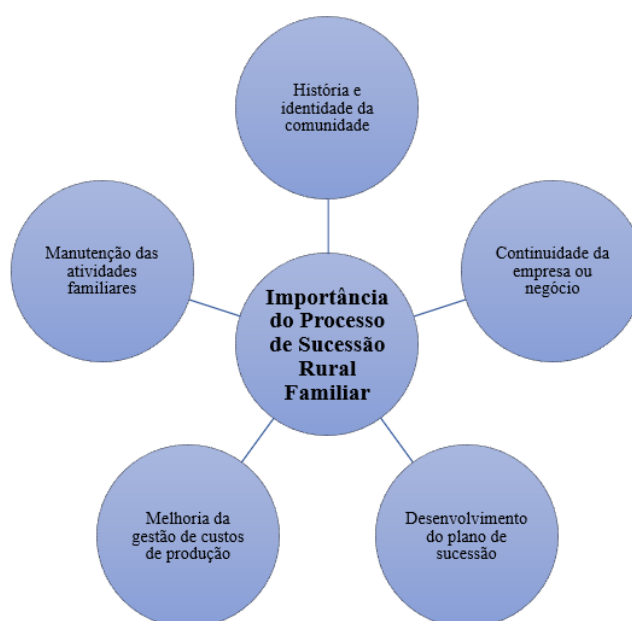 História e
identidade da
comunidade
Manutenção das
atividades
familiares
Continuidade da
empresa ou
negócio
Importância
do Processo
de Sucessão
Rural
Familiar
Melhoria da
gestão de custos
de produção
Desenvolvimento
do plano de
sucessão